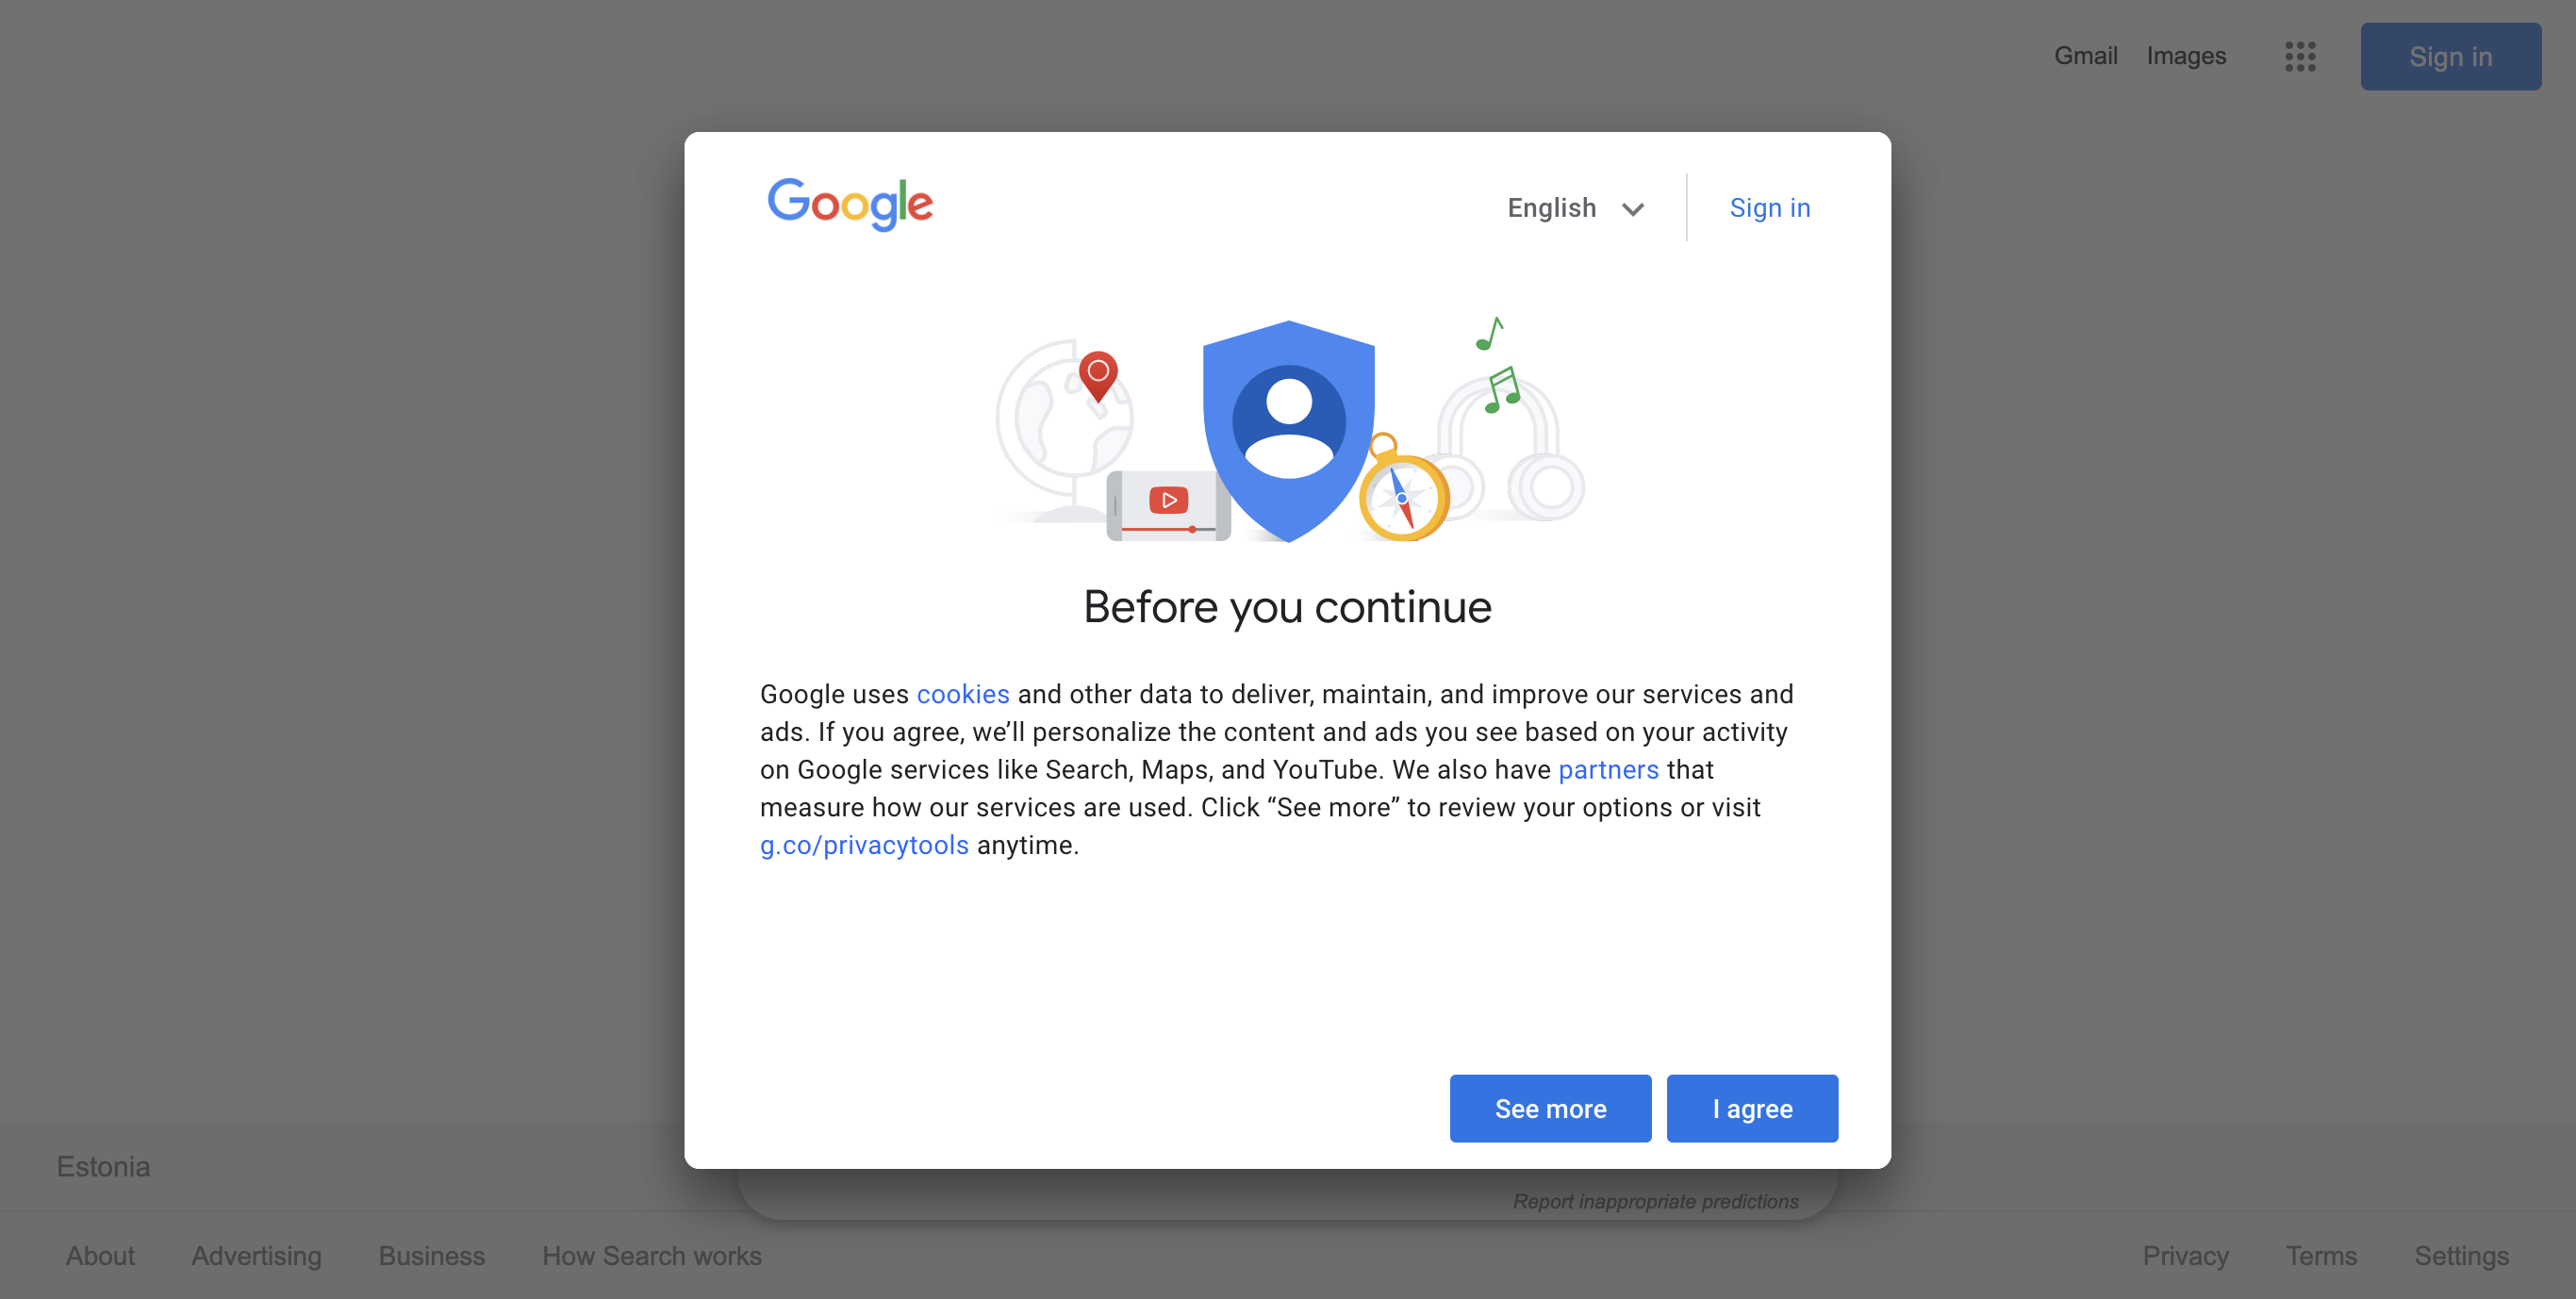 Gmail Images Sign in
Google English Sign in
Before you continue
Google uses cookies and other data to deliver, maintain, and improve our services and
ads. If you agree, we’ll personalize the content and ads you see based on your activity
on Google services like Search, Maps, and YouTube. We also have partners that
measure how our services are used. Click “See more” to review your options or visit
g.co/privacytools anytime.
See more I agree
Estonia
Report inappropriate predictions
About Advertising Business How Search works Privacy Terms Settings